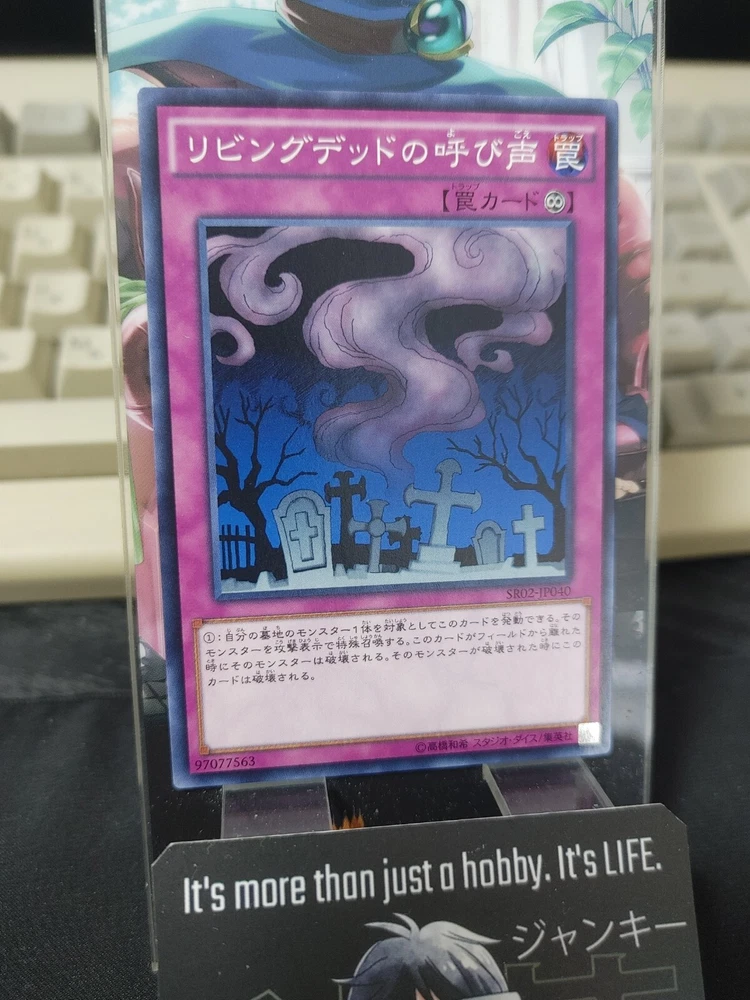 リビングデッドの呼び声 罠
【罠カード】
SR02-JP040
①：自分の墓地のモンスター1体を対象としてこのカードを発動できる。その
モンスターを攻撃表示で特殊召喚する。このカードがフィールドから離れた
時にそのモンスターは破壊される。そのモンスターが破壊された時にこの
カードは破壊される。
©高橋和希 スタジオ・ダイス/集英社
97077563
It's more than just a hobby. It's LIFE.
ジャンキー